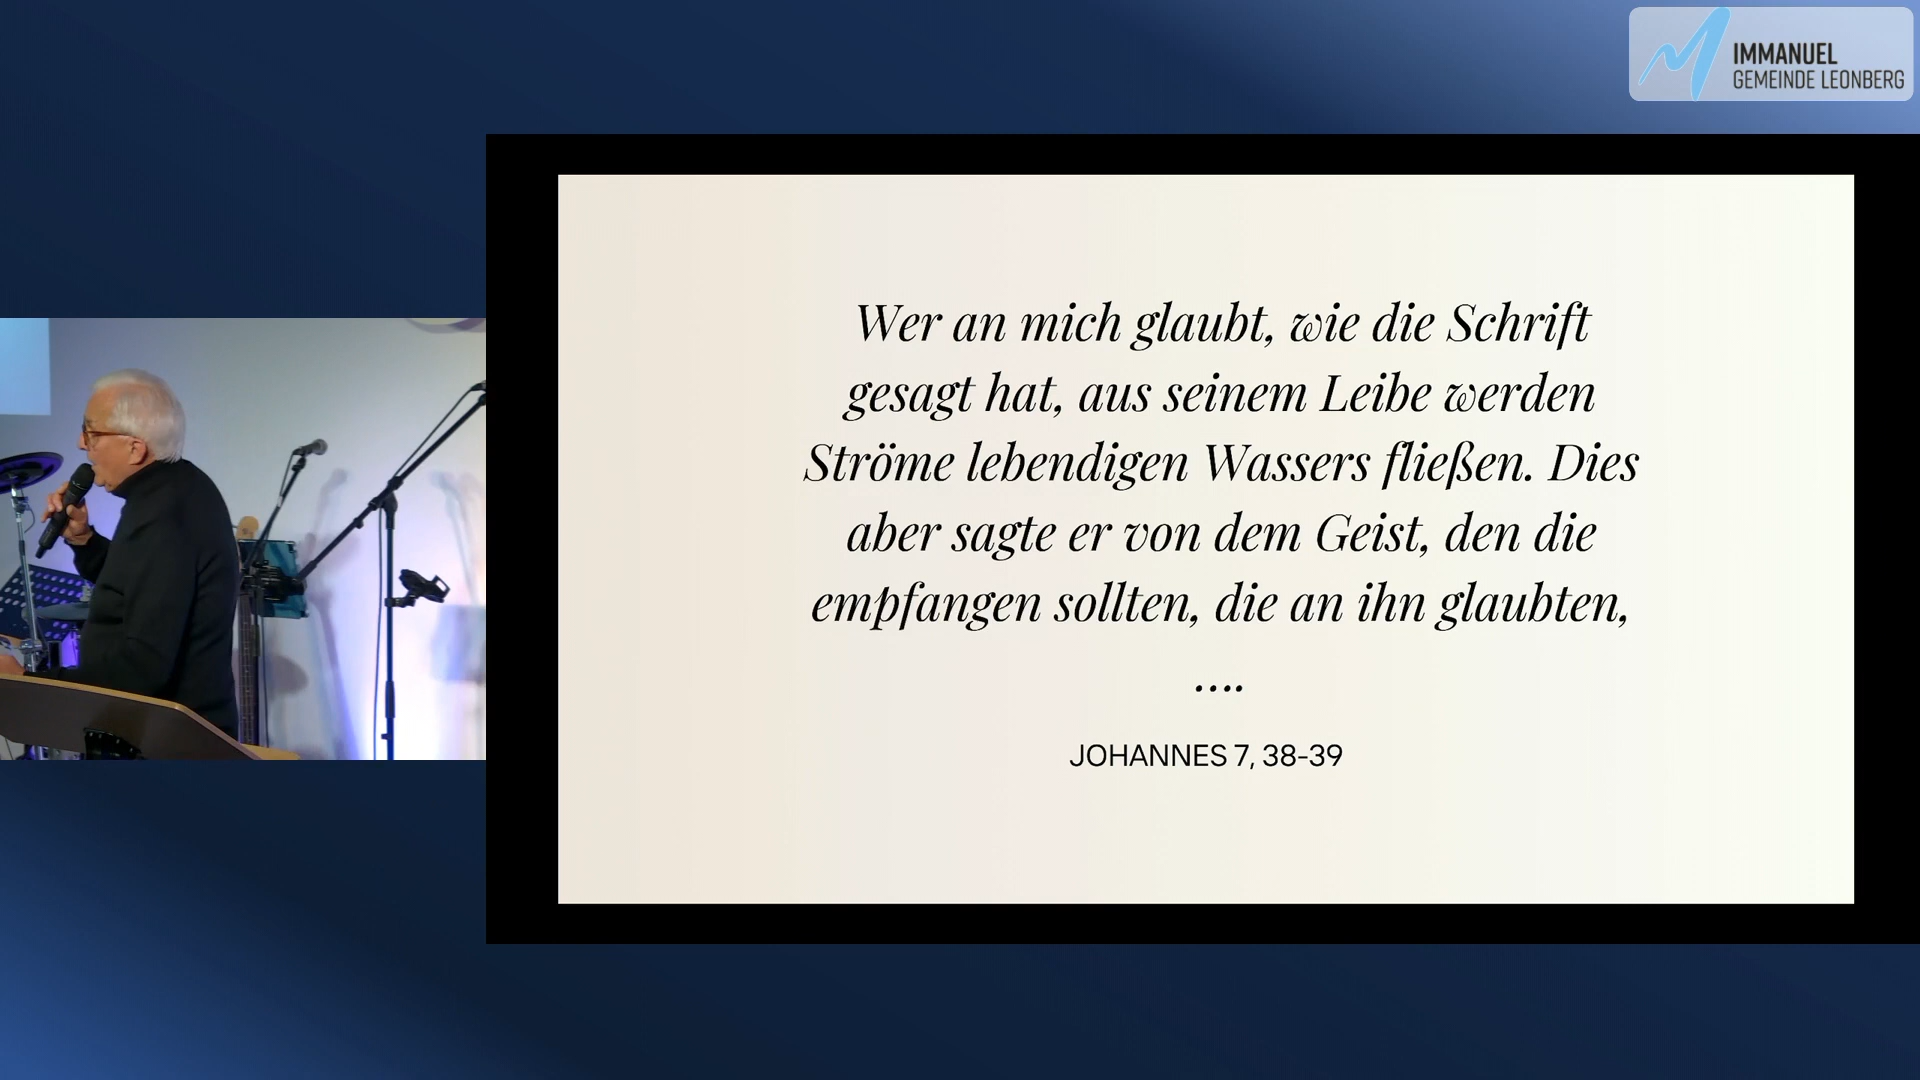 IMMANUEL
GEMEINDE LEONBERG
Wer an mich glaubt, wie die Schrift
gesagt hat, aus seinem Leibe werden
Ströme lebendigen Wassers fließen. Dies
aber sagte er von dem Geist, den die
empfangen sollten, die an ihn glaubten,
....
JOHANNES 7, 38-39